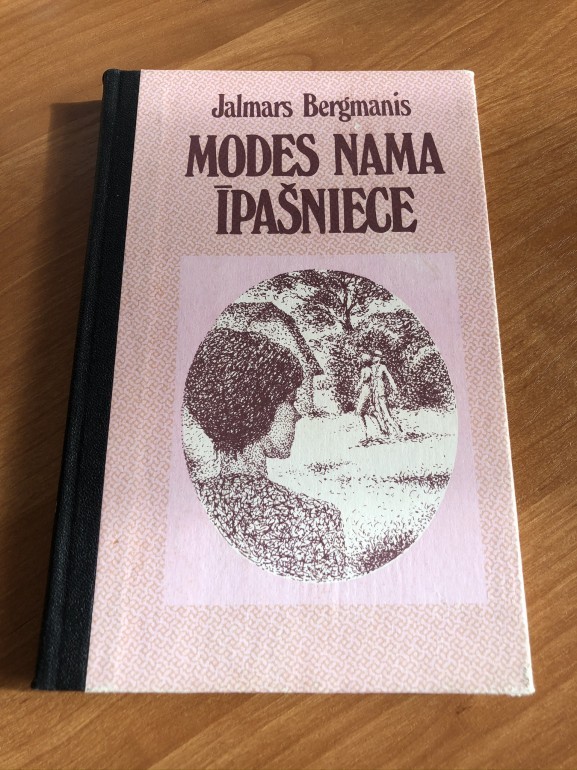 Jalmars Bergmanis
MODES NAMA
ĪPAŠNIECE